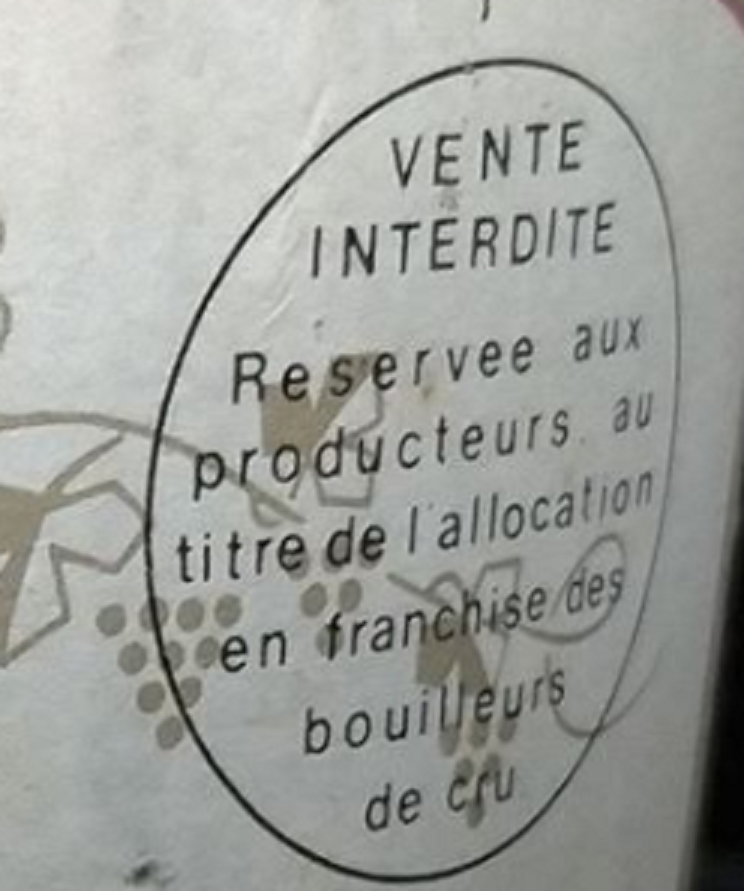 VENTE
INTERDITE
Reservee aux
producteurs au
titre de l'allocation
en franchise des
bouilleurs
de cru